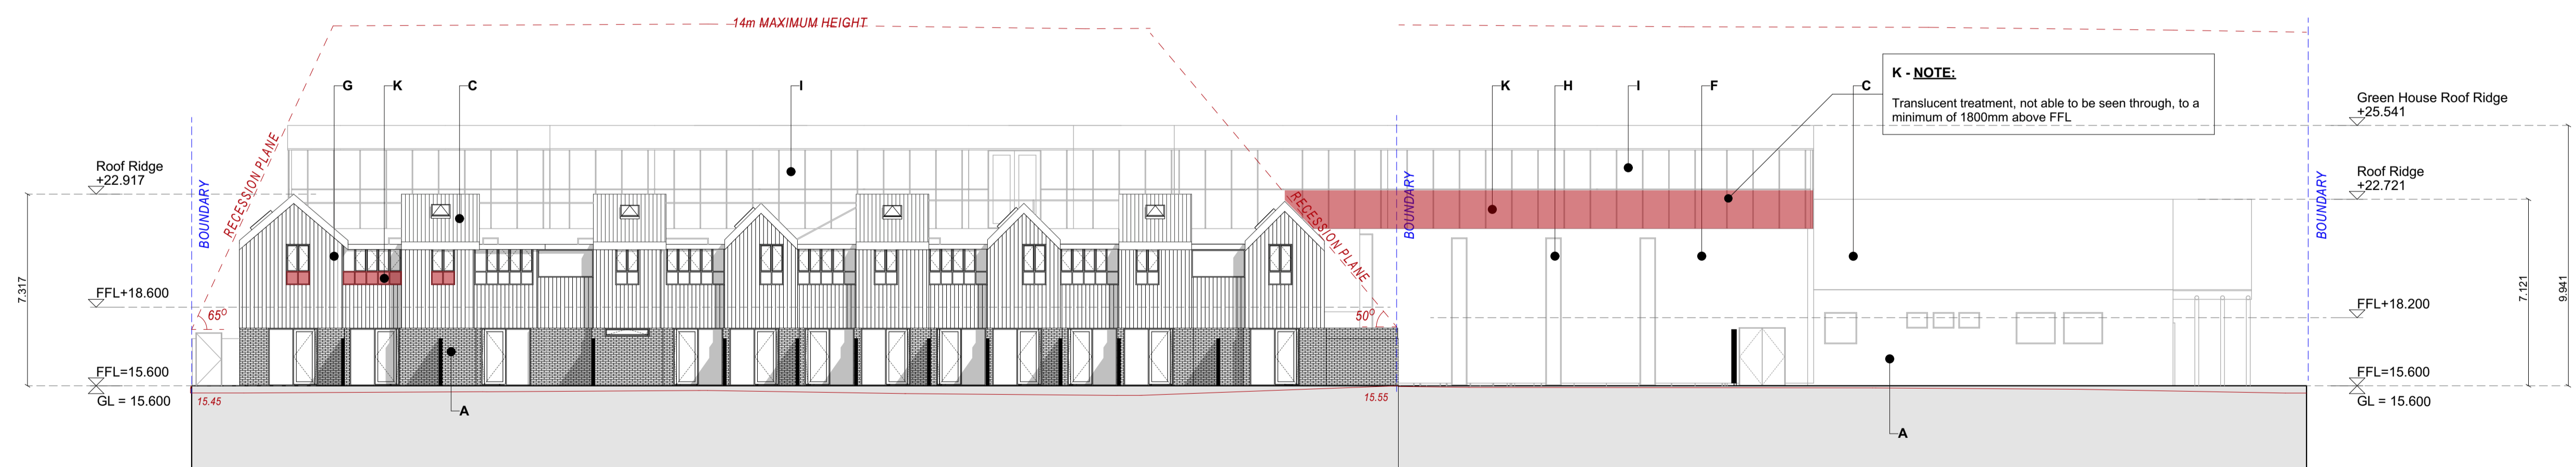 14m MAXIMUM HEIGHT
K - NOTE:
Translucent treatment, not able to be seen through, to a
minimum of 1800mm above FFL
G
K
C
I
K
H
I
F
C
Green House Roof Ridge
+25.541
Roof Ridge
+22.917
Roof Ridge
+22.721
BOUNDARY
RECESSION PLANE
RECESSION PLANE
BOUNDARY
BOUNDARY
7.317
FFL+18.600
65°
50°
FFL+18.200
7.121
9.941
FFL=15.600
GL = 15.600
15.45
A
15.55
A
FFL=15.600
GL = 15.600